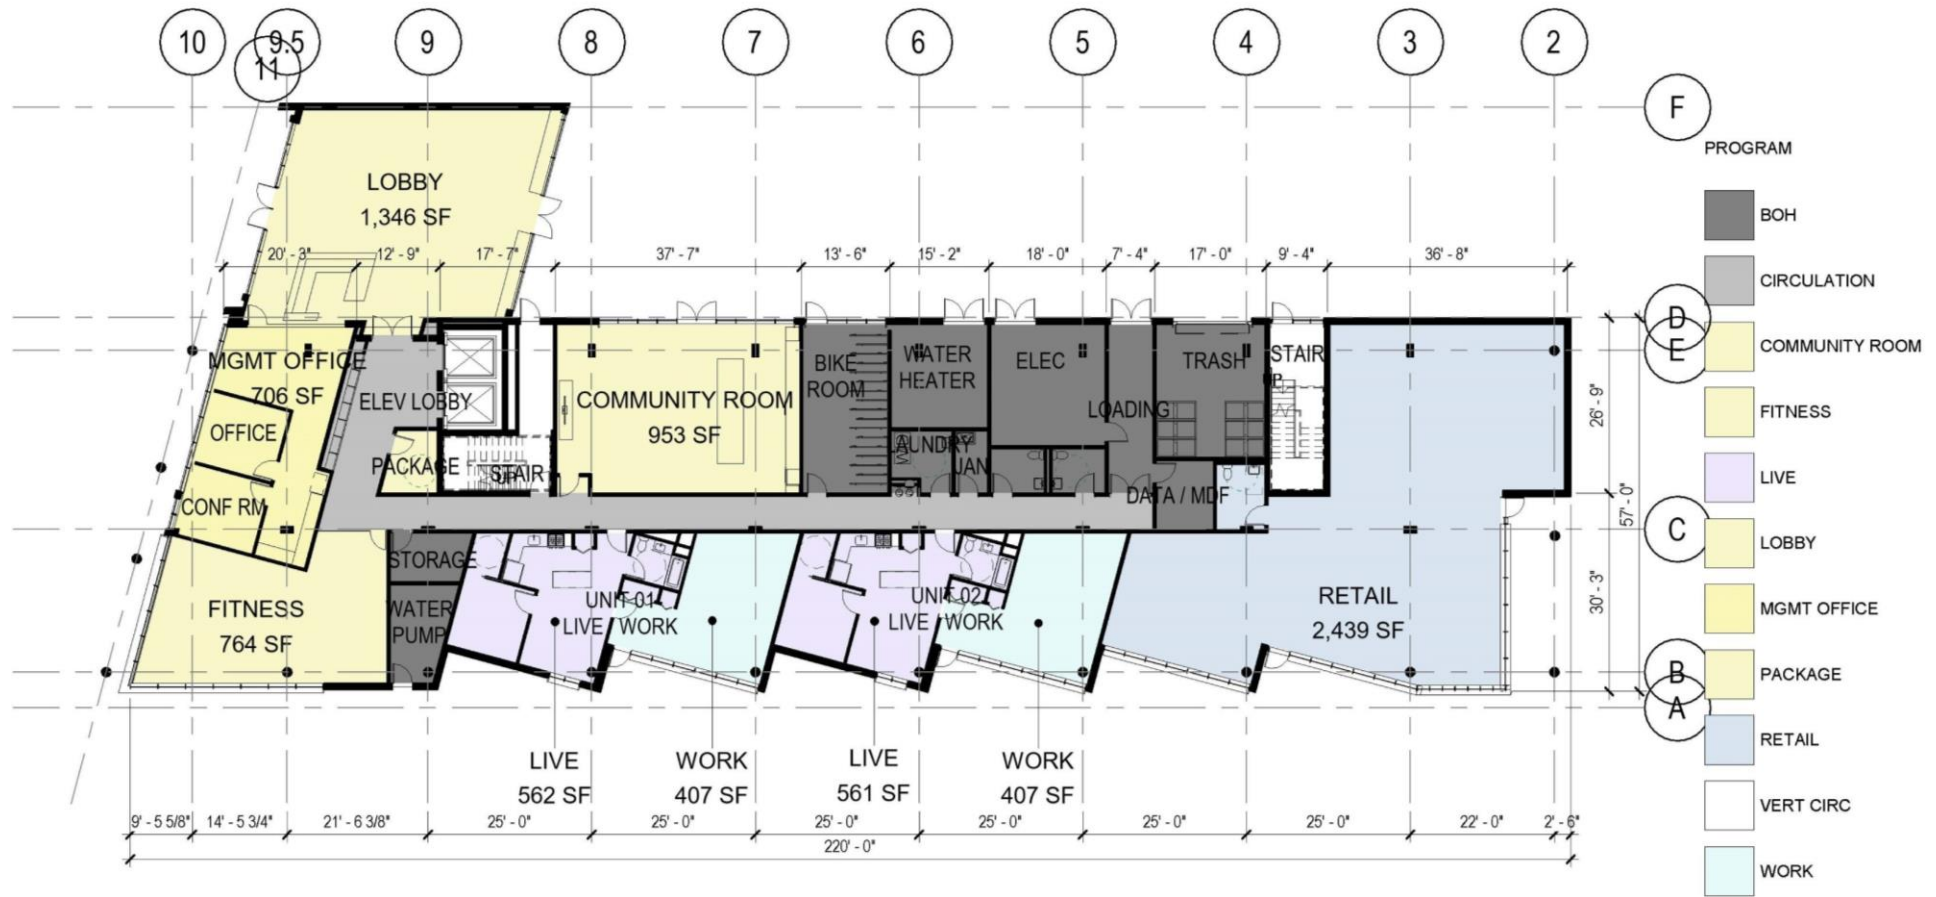 10
9.5
9
8
7
6
5
4
3
2
11
F
PROGRAM
LOBBY
1,346 SF
BOH
20' - 3"
12' - 9"
17' - 7"
37' - 7"
13' - 6"
15' - 2"
18' - 0"
7' - 4"
17' - 0"
9' - 4"
36' - 8"
CIRCULATION
D
E
COMMUNITY ROOM
MGMT OFFICE
706 SF
ELEV LOBBY
COMMUNITY ROOM
953 SF
BIKE
ROOM
WATER
HEATER
ELEC
LOADING
TRASH
STAIR
UP
26' - 9"
FITNESS
OFFICE
PACKAGE
STAIR
UP
LAUNDRY
JAN
DATA / MDF
LIVE
CONF RM
57' - 0"
C
LOBBY
STORAGE
WATER
PUMP
FITNESS
764 SF
UNIT 01
LIVE
WORK
UNIT 02
LIVE
WORK
RETAIL
2,439 SF
30' - 3"
MGMT OFFICE
B
A
PACKAGE
RETAIL
LIVE
562 SF
WORK
407 SF
LIVE
561 SF
WORK
407 SF
VERT CIRC
9' - 5 5/8"
14' - 5 3/4"
21' - 6 3/8"
25' - 0"
25' - 0"
25' - 0"
25' - 0"
25' - 0"
25' - 0"
22' - 0"
2' - 6"
220' - 0"
WORK